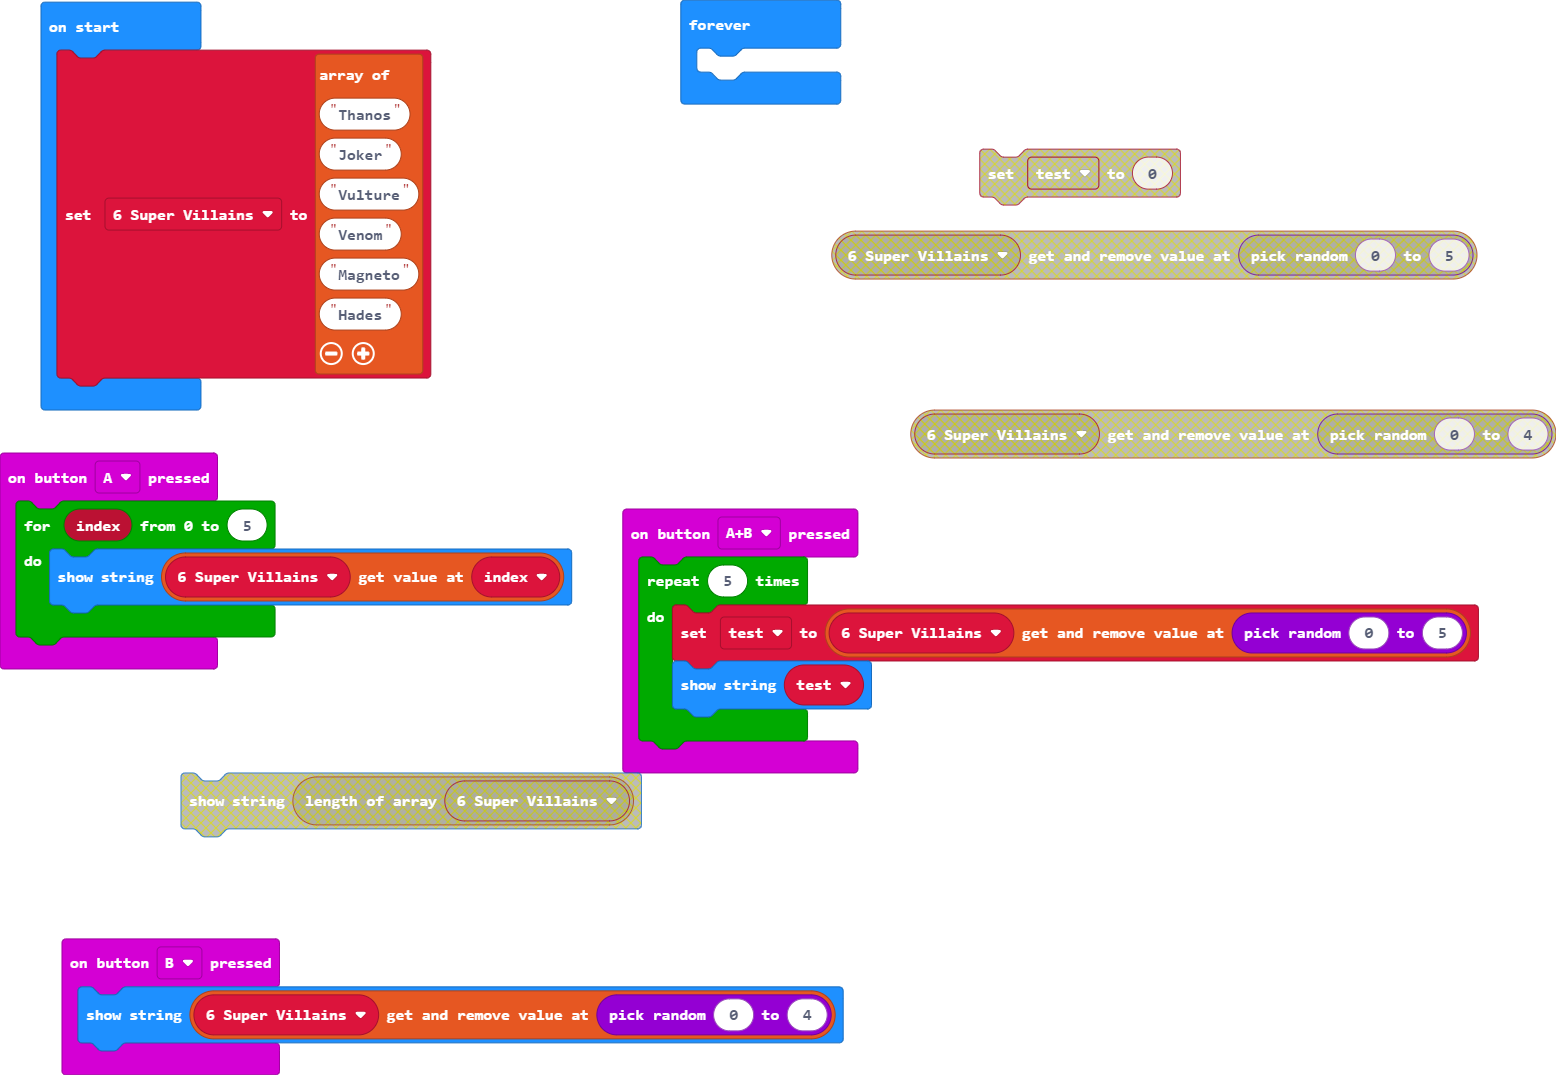 on start
set 6 Super Villains to
array of
"Thanos"
"Joker"
"Vulture"
"Venom"
"Magneto"
"Hades"
forever
set test to 0
6 Super Villains get and remove value at pick random 0 to 5
6 Super Villains get and remove value at pick random 0 to 4
on button A pressed
for index from 0 to 5
do
show string 6 Super Villains get value at index
on button A+B pressed
repeat 5 times
do
set test to 6 Super Villains get and remove value at pick random 0 to 5
show string test
show string length of array 6 Super Villains
on button B pressed
show string 6 Super Villains get and remove value at pick random 0 to 4